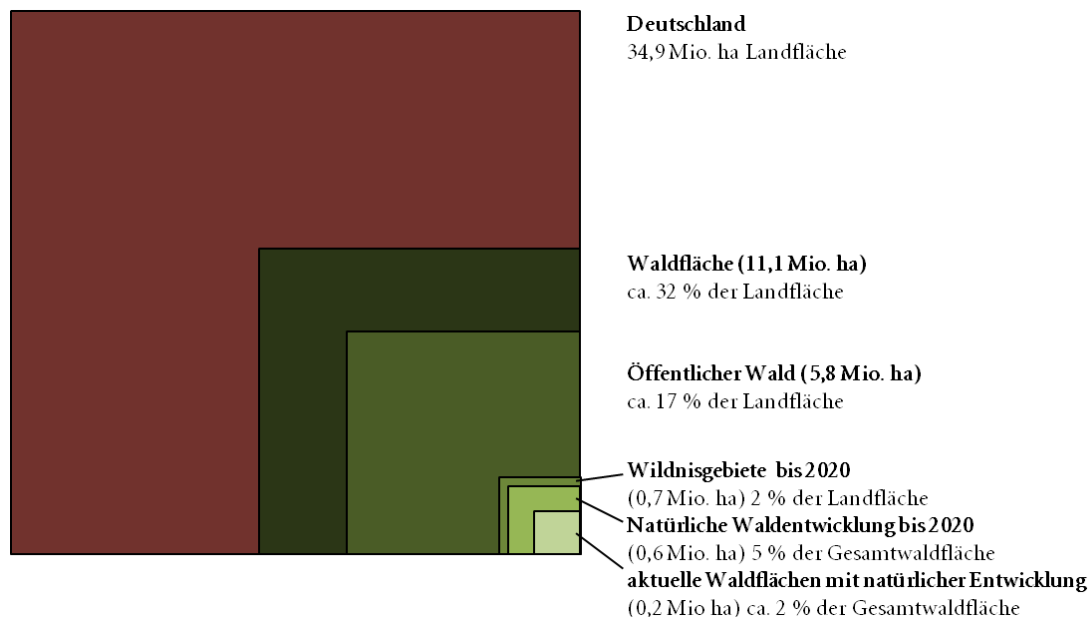 Deutschland
34,9 Mio. ha Landfläche
Waldfläche (11,1 Mio. ha)
ca. 32 % der Landfläche
Öffentlicher Wald (5,8 Mio. ha)
ca. 17 % der Landfläche
Wildnisgebiete bis 2020
(0,7 Mio. ha) 2 % der Landfläche
Natürliche Waldentwicklung bis 2020
(0,6 Mio. ha) 5 % der Gesamtwaldfläche
aktuelle Waldflächen mit natürlicher Entwicklung
(0,2 Mio ha) ca. 2 % der Gesamtwaldfläche